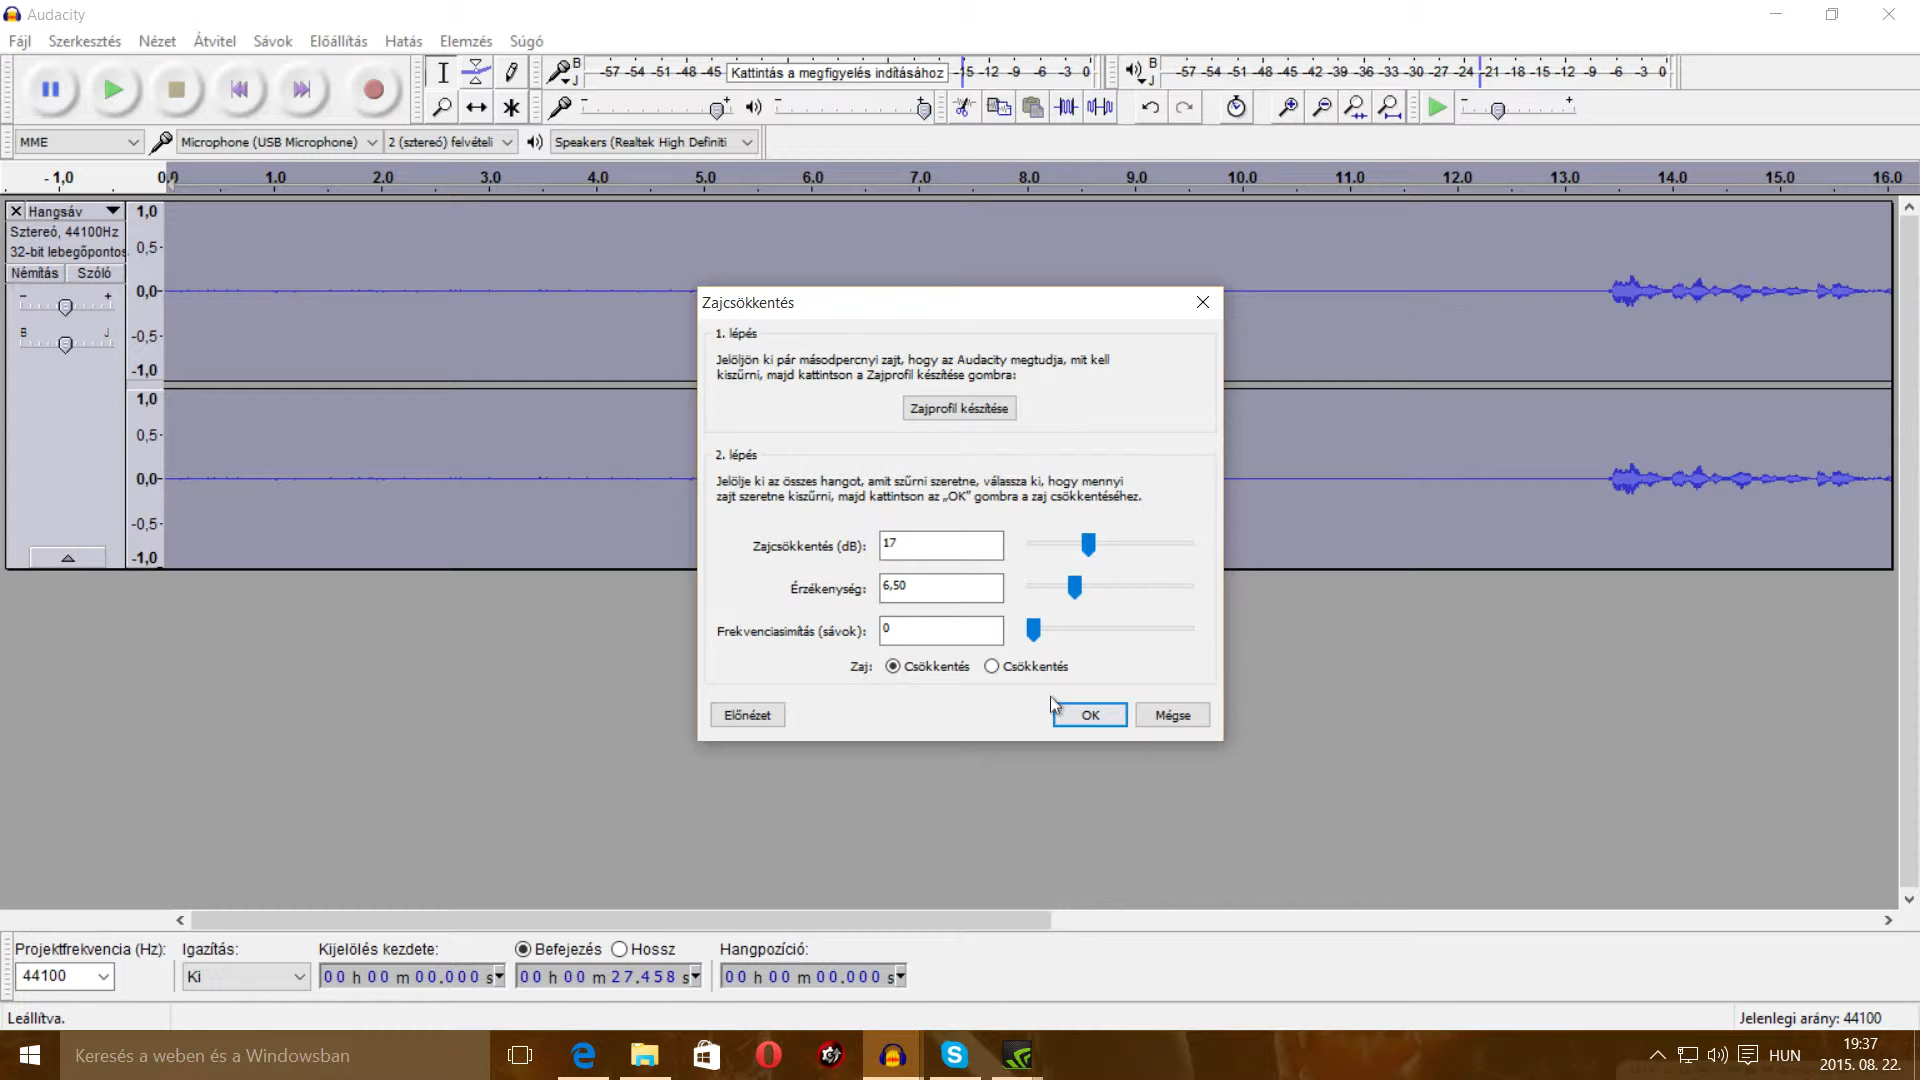 Audacity
Fájl Szerkesztés Nézet Átvitel Sávok Előállítás Hatás Elemzés Súgó
B J -57 -54 -51 -48 -45 Kattintás a megfigyelés indításához -15 -12 -9 -6 -3 0 B J -57 -54 -51 -48 -45 -42 -39 -36 -33 -30 -27 -24 -21 -18 -15 -12 -9 -6 -3 0
MME Microphone (USB Microphone) 2 (sztereó) felvételi Speakers (Realtek High Definiti
- 1,0 0,0 1.0 2.0 3.0 4.0 5.0 6.0 7.0 8.0 9.0 10.0 11.0 12.0 13.0 14.0 15.0 16.0
Hangsáv
Sztereó, 44100Hz
32-bit lebegőpontos
Némítás Szóló
B J
1,0
0,5
0,0
-0,5
-1,0
1,0
0,5
0,0
-0,5
-1,0
Zajcsökkentés
1. lépés
Jelöljön ki pár másodpercnyi zajt, hogy az Audacity megtudja, mit kell
kiszűrni, majd kattintson a Zajprofil készítése gombra:
Zajprofil készítése
2. lépés
Jelölje ki az összes hangot, amit szűrni szeretne, válassza ki, hogy mennyi
zajt szeretne kiszűrni, majd kattintson az „OK” gombra a zaj csökkentéséhez.
Zajcsökkentés (dB): 17
Érzékenység: 6,50
Frekvenciasimítás (sávok): 0
Zaj: Csökkentés Csökkentés
Előnézet OK Mégse
Projektfrekvencia (Hz): Igazítás: Kijelölés kezdete: Befejezés Hossz Hangpozíció:
44100 Ki 00 h 00 m 00.000 s 00 h 00 m 27.458 s 00 h 00 m 00.000 s
Leállítva. Jelenlegi arány: 44100
Keresés a weben és a Windowsban
HUN
19:37
2015. 08. 22.